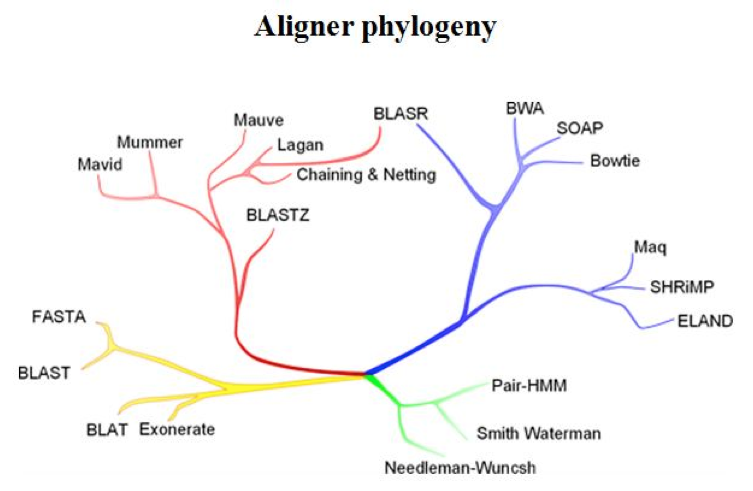 Aligner phylogeny
BLASR
BWA
Mauve
SOAP
Mummer
Lagan
Mavid
Bowtie
Chaining & Netting
BLASTZ
Maq
SHRiMP
FASTA
ELAND
BLAST
Pair-HMM
BLAT
Exonerate
Smith Waterman
Needleman-Wuncsh